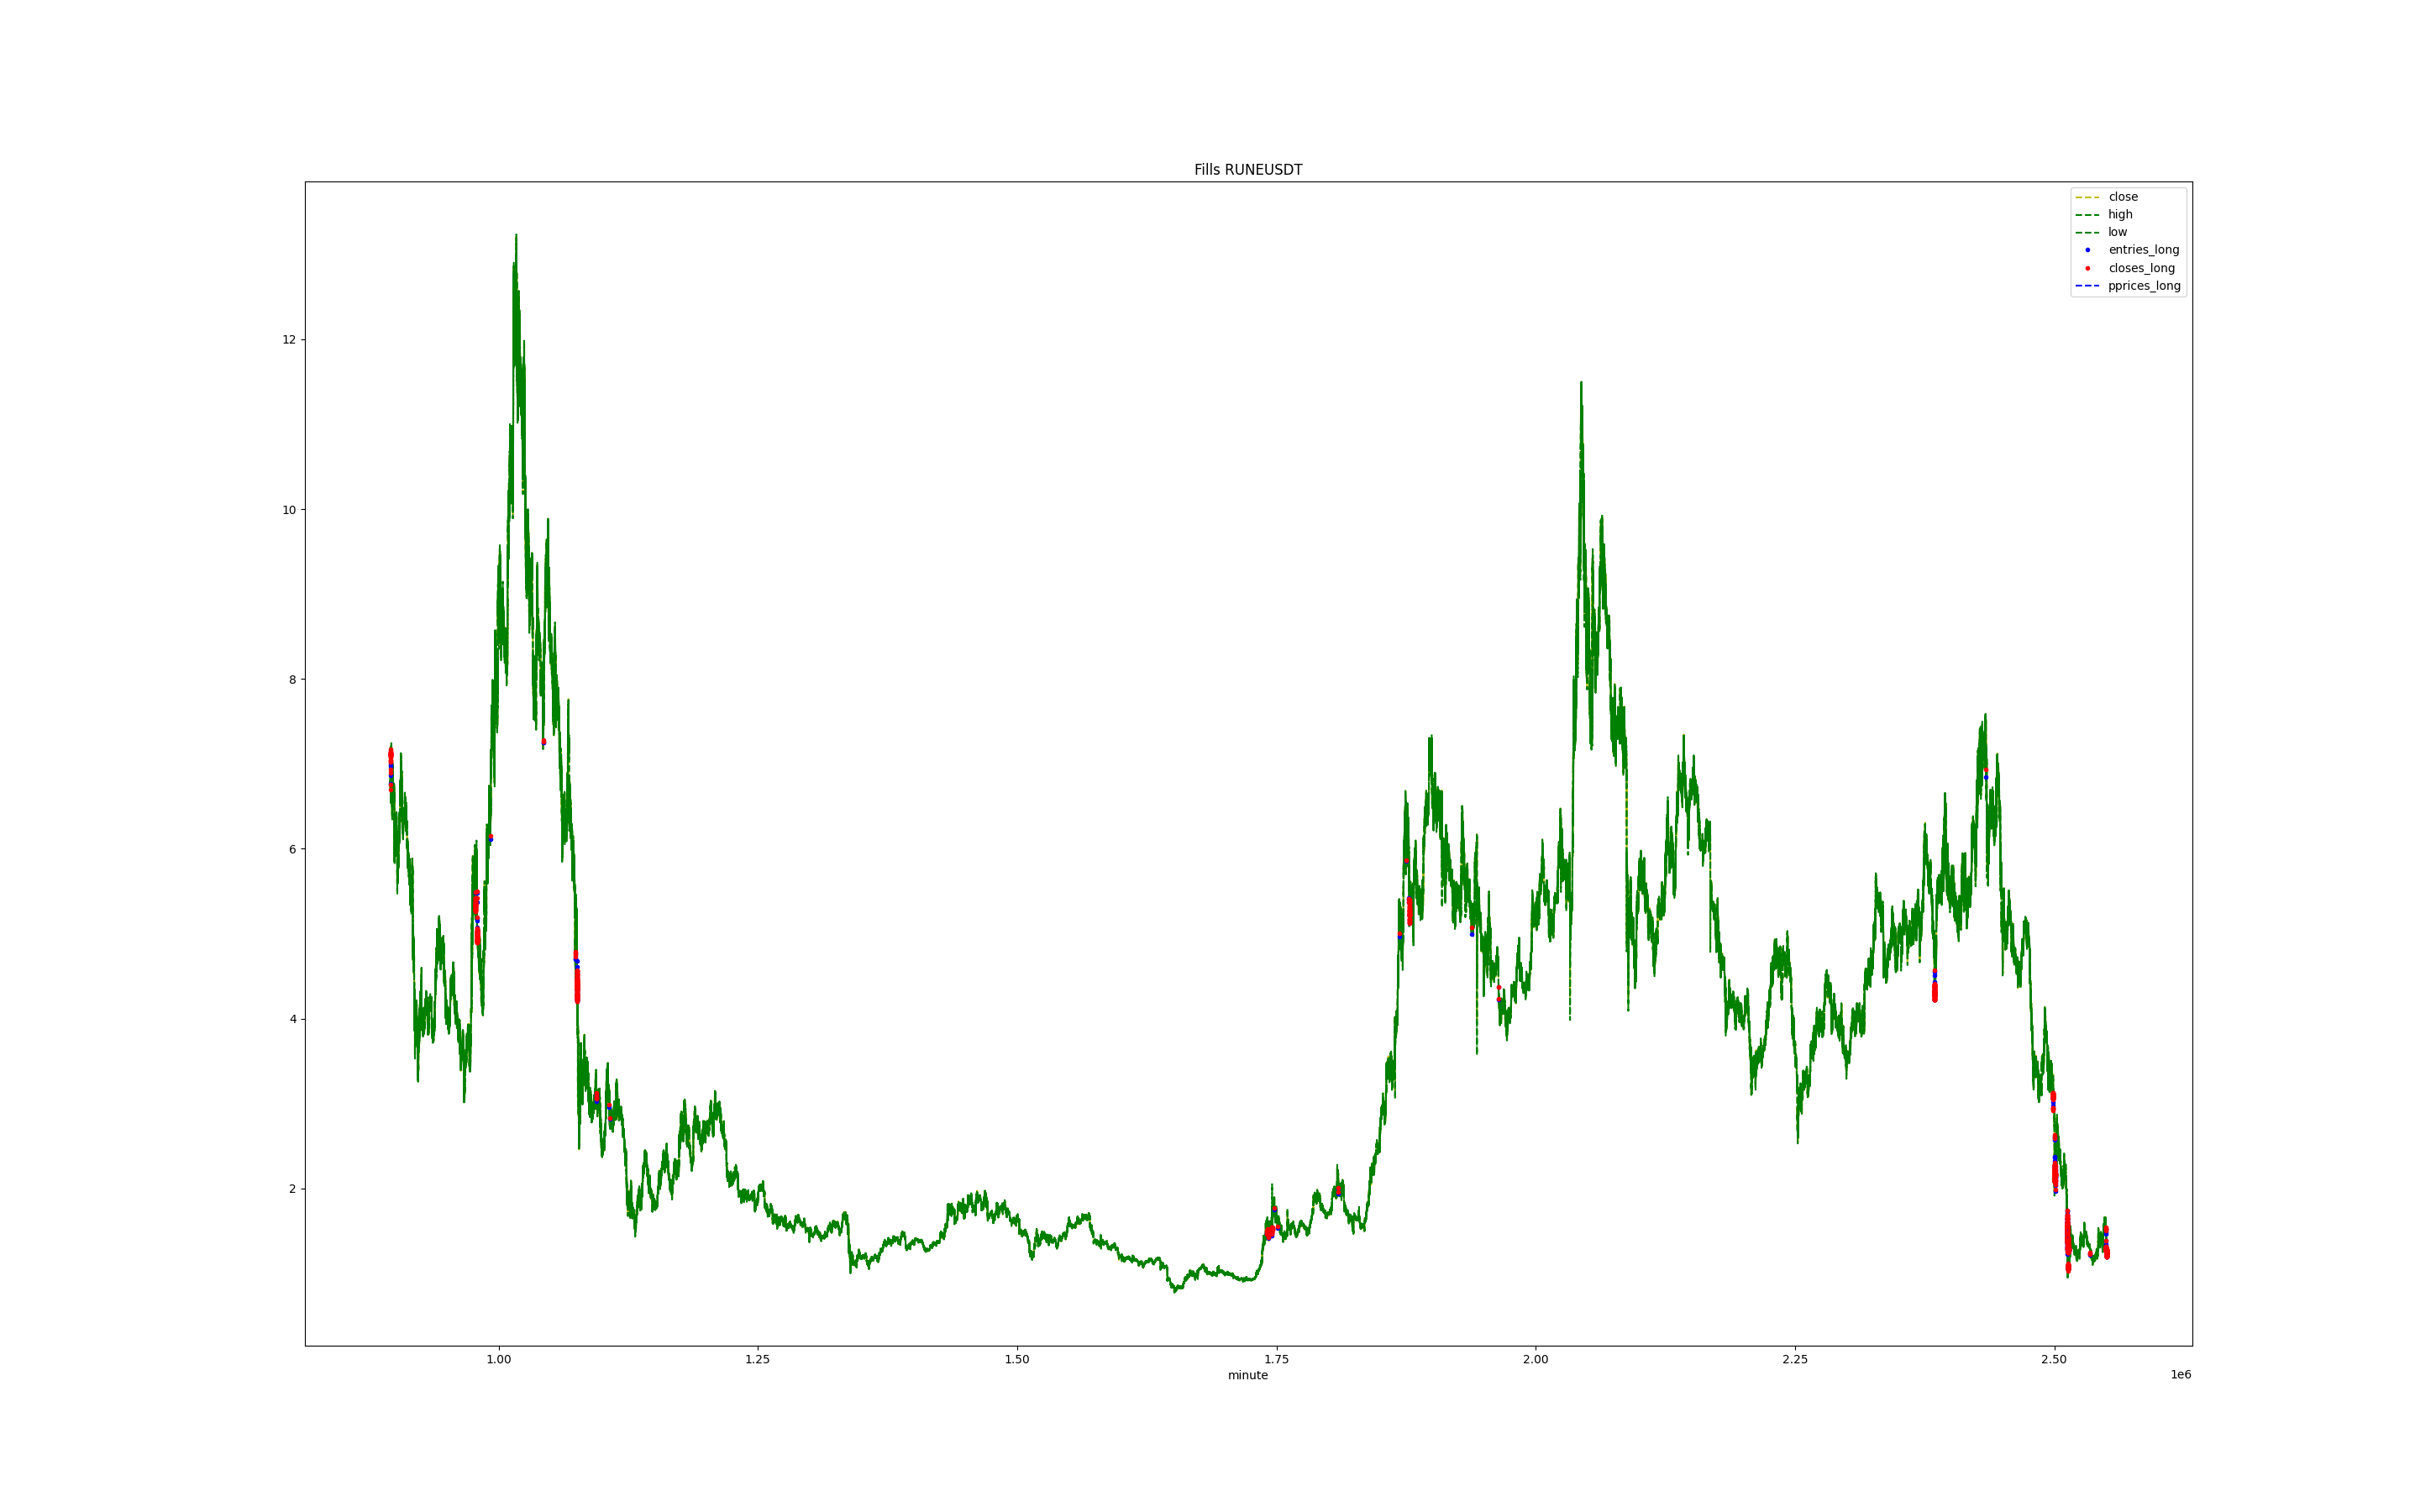 Fills RUNEUSDT
close
high
low
entries_long
closes_long
pprices_long
12
10
8
6
4
2
1.00 1.25 1.50 1.75 2.00 2.25 2.50
minute
1e6